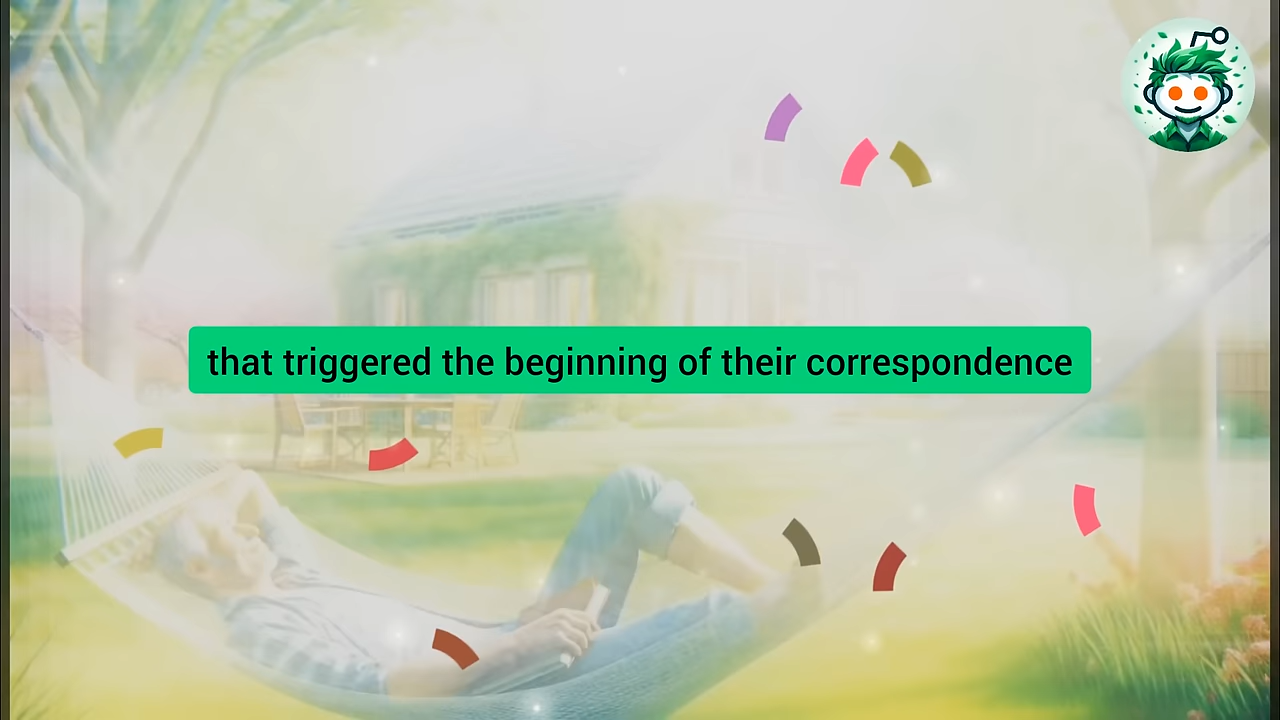 that triggered the beginning of their correspondence